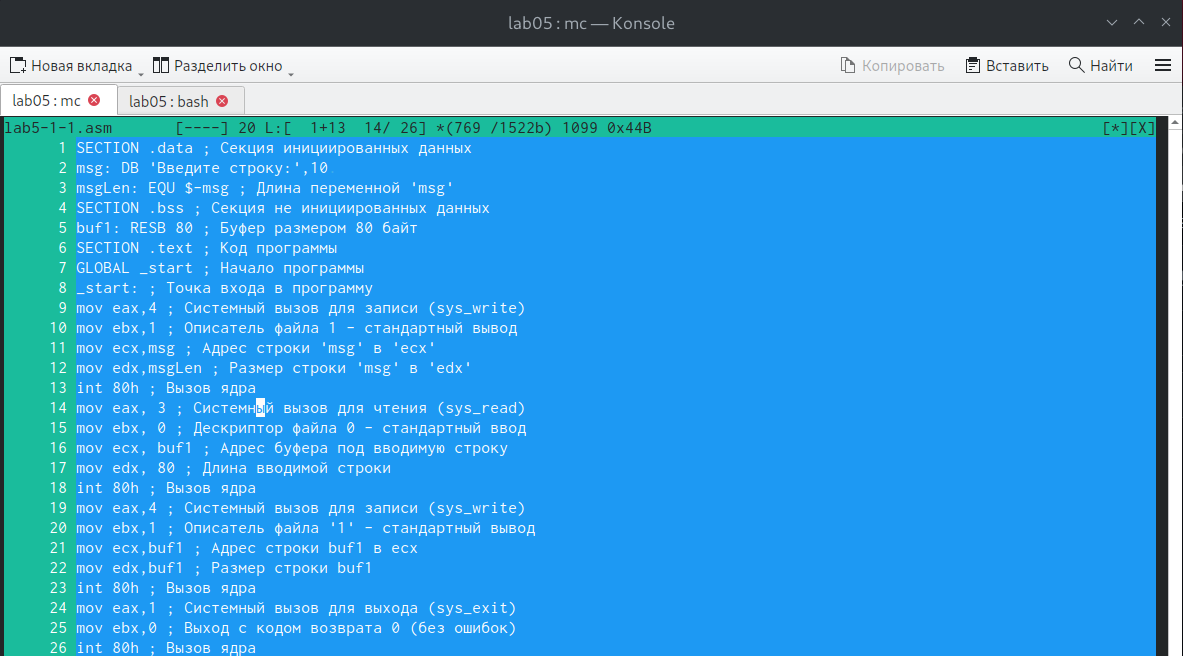 lab05 : mc — Konsole
Новая вкладка Разделить окно Копировать Вставить Найти
lab05 : mc lab05 : bash
lab5-1-1.asm [----] 20 L:[ 1+13 14/ 26] *(769 /1522b) 1099 0x44B [*][X]
1 SECTION .data ; Секция инициированных данных
2 msg: DB 'Введите строку:',10
3 msgLen: EQU $-msg ; Длина переменной 'msg'
4 SECTION .bss ; Секция не инициированных данных
5 buf1: RESB 80 ; Буфер размером 80 байт
6 SECTION .text ; Код программы
7 GLOBAL _start ; Начало программы
8 _start: ; Точка входа в программу
9 mov eax,4 ; Системный вызов для записи (sys_write)
10 mov ebx,1 ; Описатель файла 1 - стандартный вывод
11 mov ecx,msg ; Адрес строки 'msg' в 'ecx'
12 mov edx,msgLen ; Размер строки 'msg' в 'edx'
13 int 80h ; Вызов ядра
14 mov eax, 3 ; Системный вызов для чтения (sys_read)
15 mov ebx, 0 ; Дескриптор файла 0 - стандартный ввод
16 mov ecx, buf1 ; Адрес буфера под вводимую строку
17 mov edx, 80 ; Длина вводимой строки
18 int 80h ; Вызов ядра
19 mov eax,4 ; Системный вызов для записи (sys_write)
20 mov ebx,1 ; Описатель файла '1' - стандартный вывод
21 mov ecx,buf1 ; Адрес строки buf1 в ecx
22 mov edx,buf1 ; Размер строки buf1
23 int 80h ; Вызов ядра
24 mov eax,1 ; Системный вызов для выхода (sys_exit)
25 mov ebx,0 ; Выход с кодом возврата 0 (без ошибок)
26 int 80h ; Вызов ядра